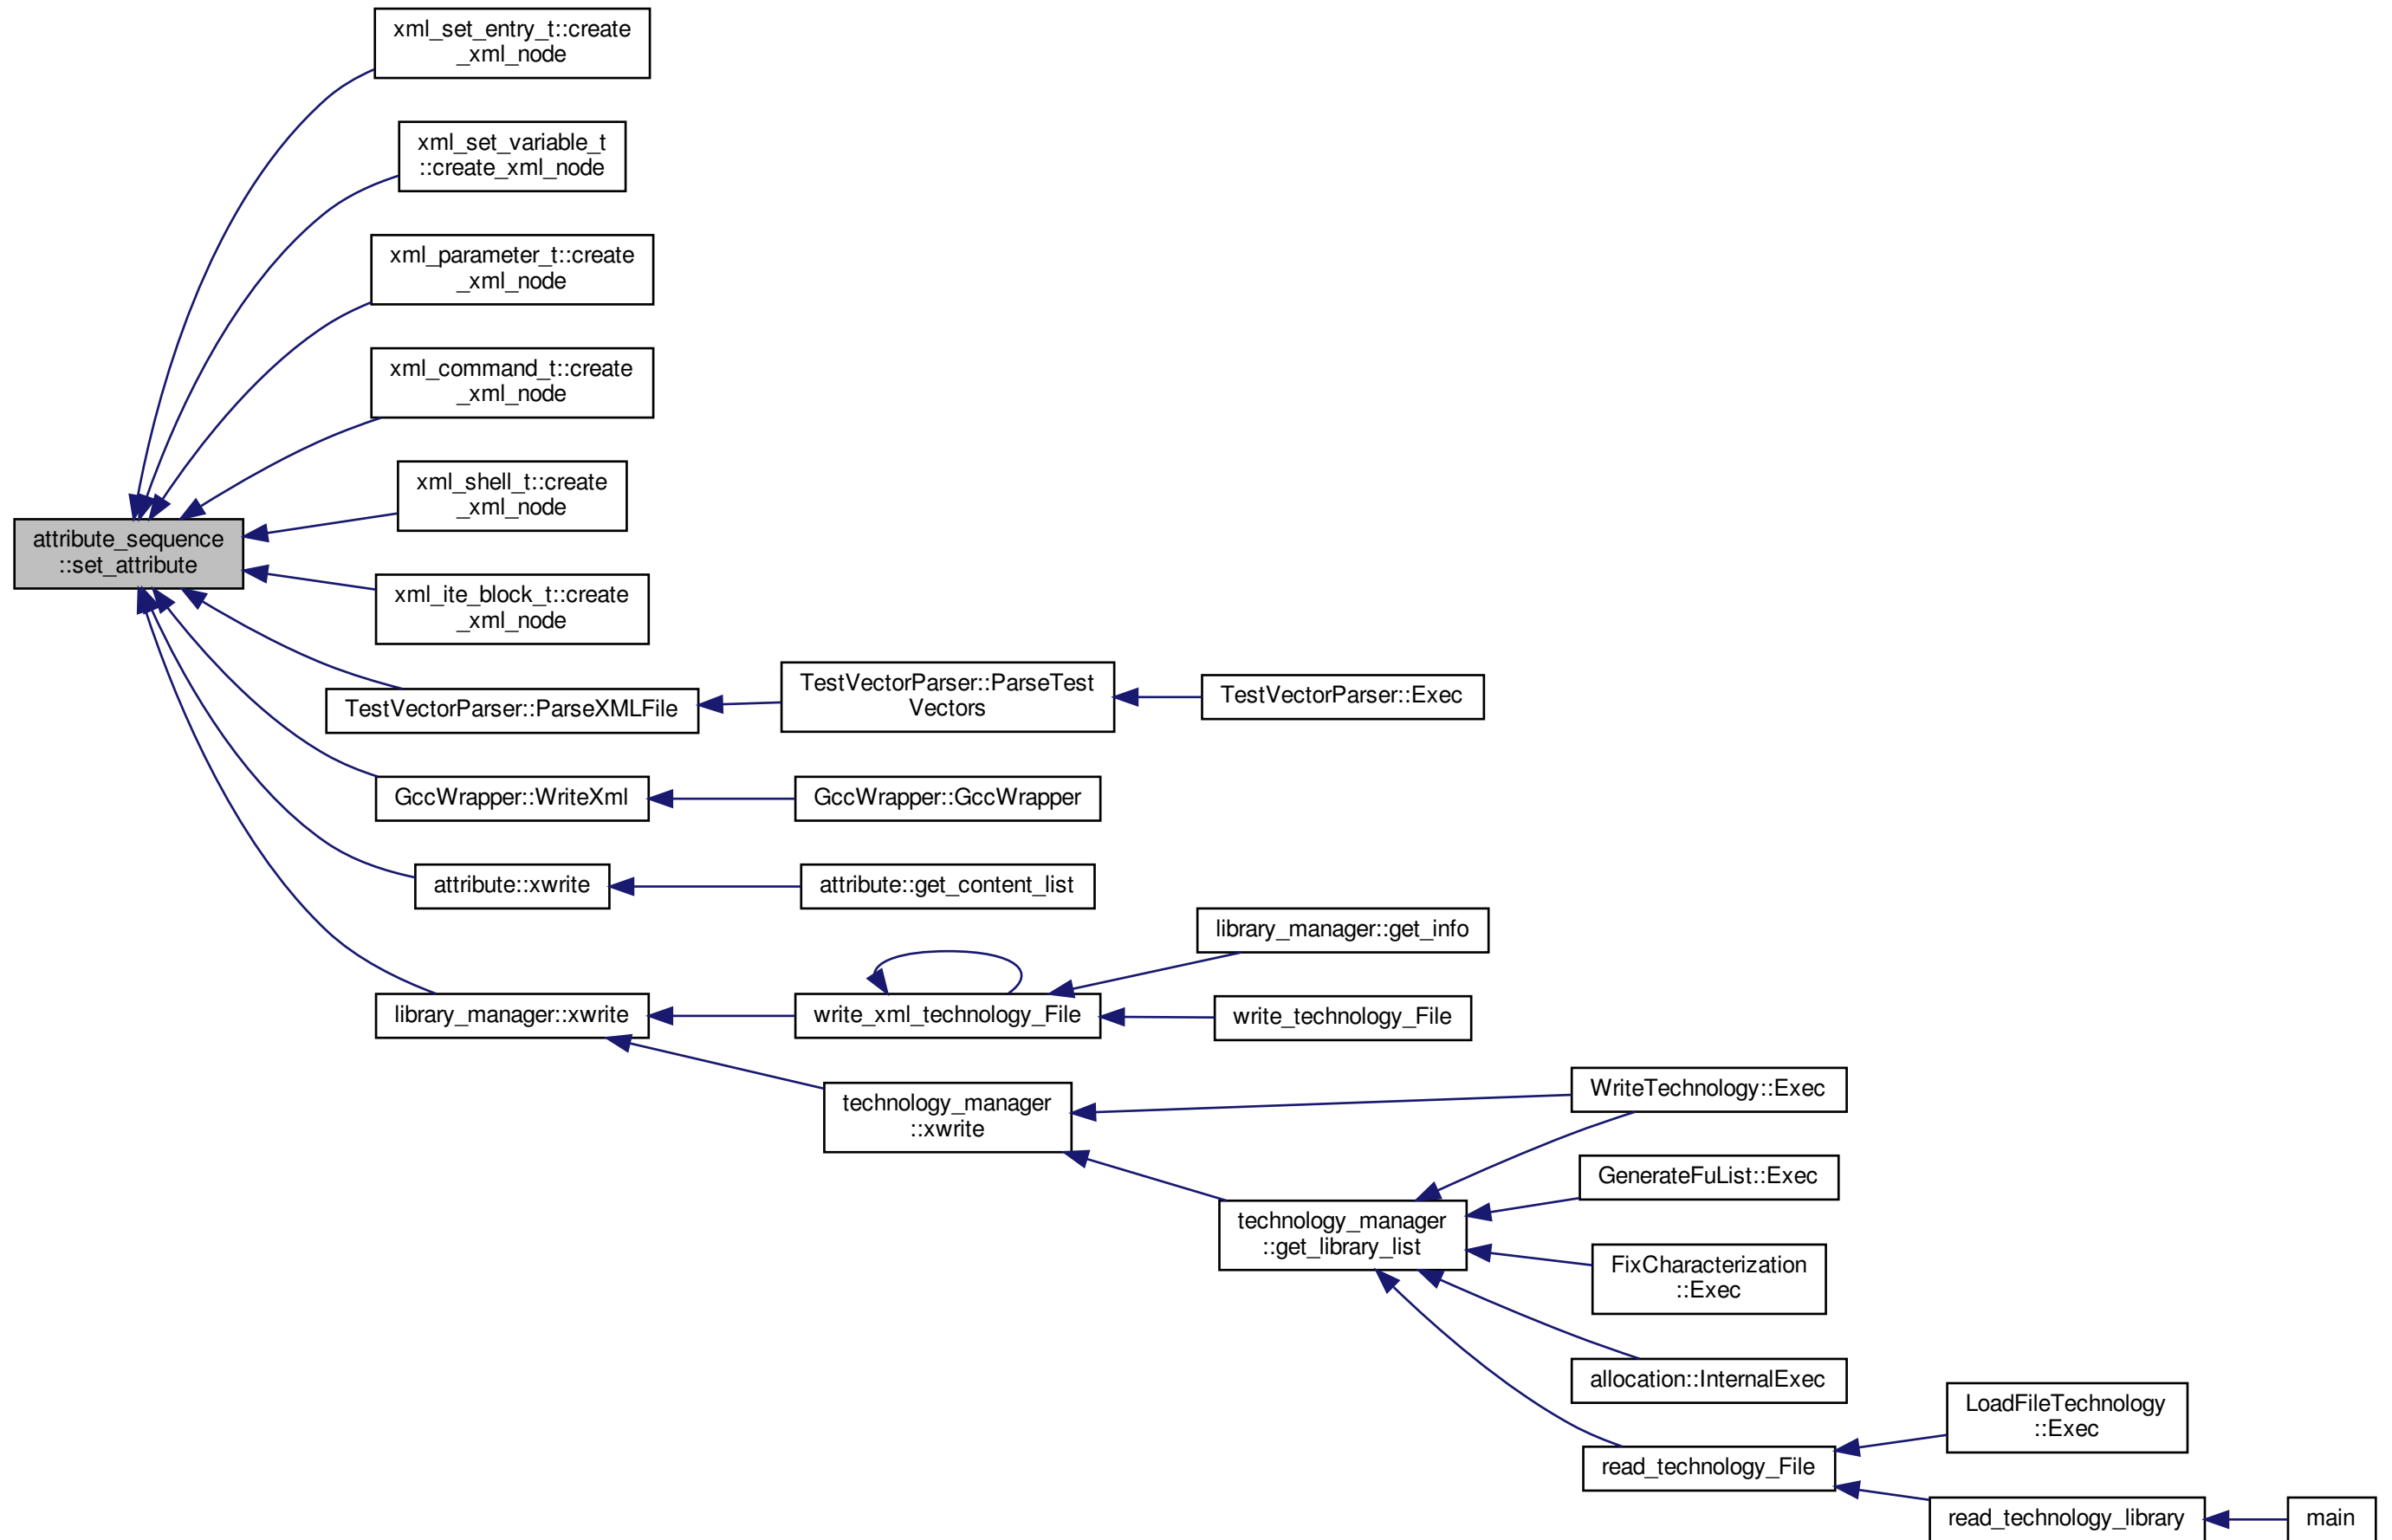 xml_set_entry_t::create
_xml_node
xml_set_variable_t
::create_xml_node
xml_parameter_t::create
_xml_node
xml_command_t::create
_xml_node
xml_shell_t::create
_xml_node
attribute_sequence
::set_attribute
xml_ite_block_t::create
_xml_node
TestVectorParser::ParseXMLFile
TestVectorParser::ParseTest
Vectors
TestVectorParser::Exec
GccWrapper::WriteXml
GccWrapper::GccWrapper
attribute::xwrite
attribute::get_content_list
library_manager::get_info
library_manager::xwrite
write_xml_technology_File
write_technology_File
technology_manager
::xwrite
WriteTechnology::Exec
GenerateFuList::Exec
technology_manager
::get_library_list
FixCharacterization
::Exec
allocation::InternalExec
LoadFileTechnology
::Exec
read_technology_File
read_technology_library
main